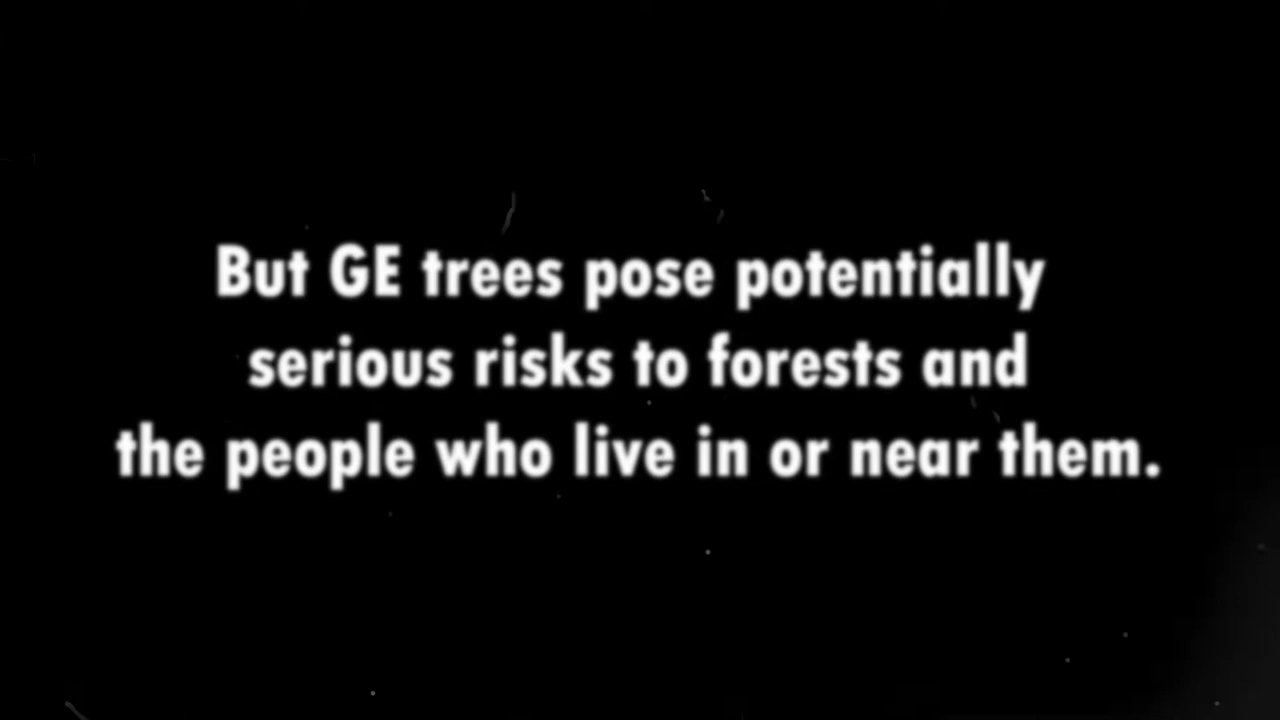 But GE trees pose potentially
serious risks to forests and
the people who live in or near them.